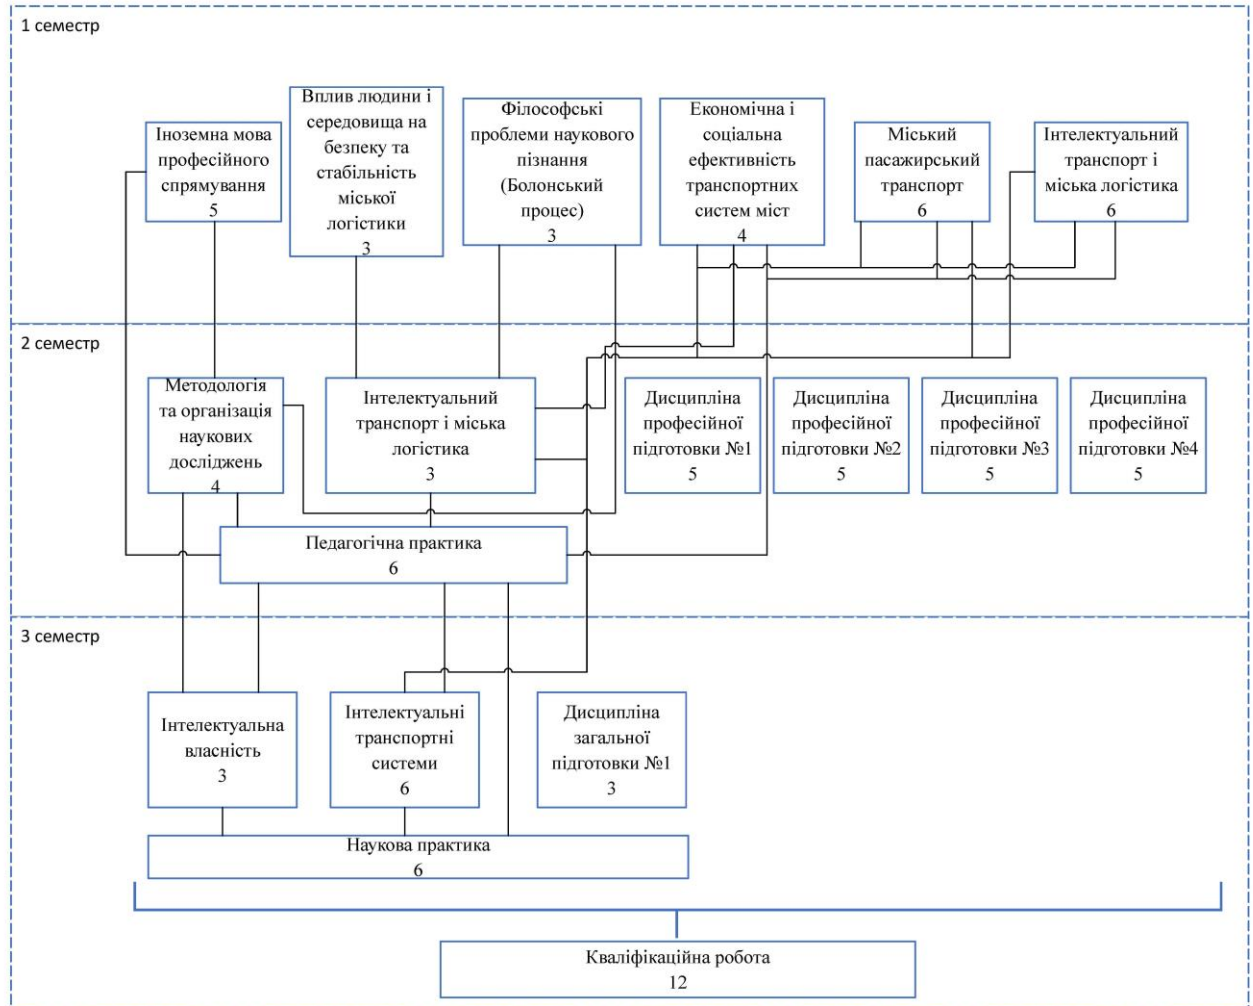 1 семестр
Іноземна мова
професійного
спрямування
5
Вплив людини і
середовища на
безпеку та
стабільність
міської
логістики
3
Філософські
проблеми наукового
пізнання
(Болонський
процес)
3
Економічна і
соціальна
ефективність
транспортних
систем міст
4
Міський
пасажирський
транспорт
6
Інтелектуальний
транспорт і
міська логістика
6
2 семестр
Методологія
та організація
наукових
досліджень
4
Інтелектуальний
транспорт і міська
логістика
3
Дисципліна
професійної
підготовки №1
5
Дисципліна
професійної
підготовки №2
5
Дисципліна
професійної
підготовки №3
5
Дисципліна
професійної
підготовки №4
5
Педагогічна практика
6
3 семестр
Інтелектуальна
власність
3
Інтелектуальні
транспортні
системи
6
Дисципліна
загальної
підготовки №1
3
Наукова практика
6
Кваліфікаційна робота
12